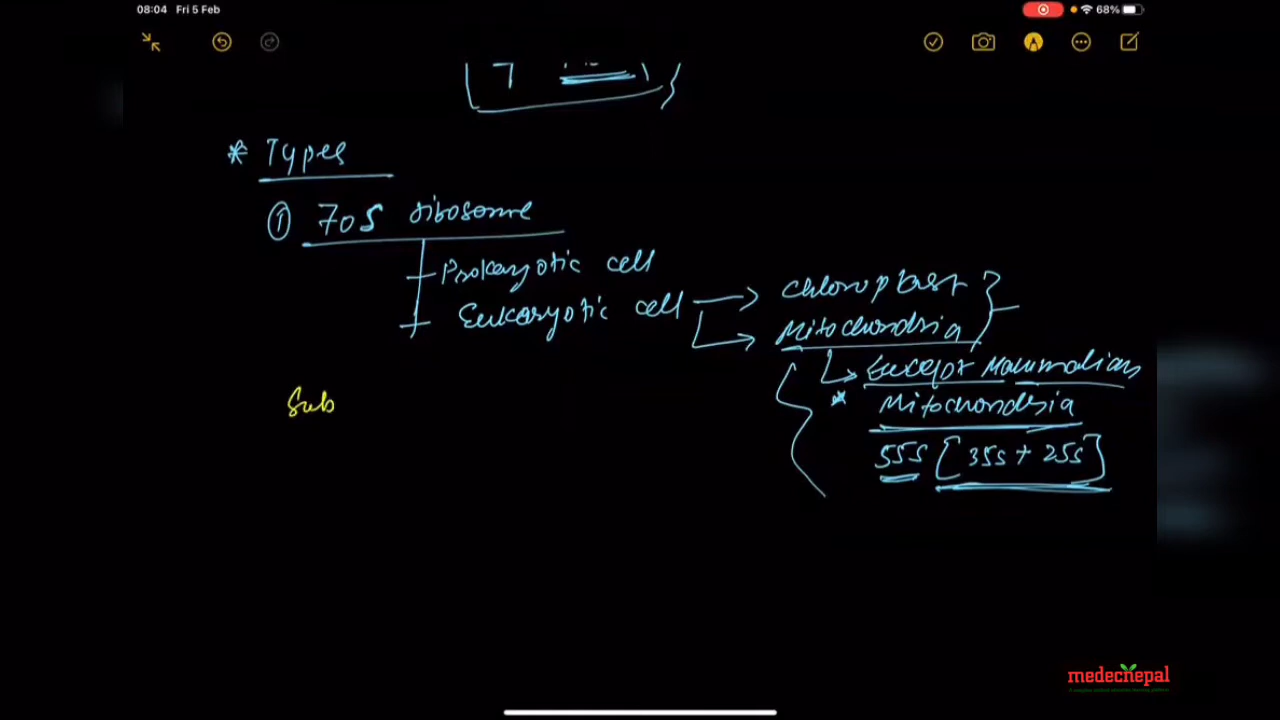 08:04 Fri 5 Feb 68%
7
* Types
① 70S ribosome
Prokaryotic cell
Eukaryotic cell → chloroplast
→ Mitochondria
→ Except Mammalian
* Mitochondria
55S [35S + 25S]
Sub
medecnepal